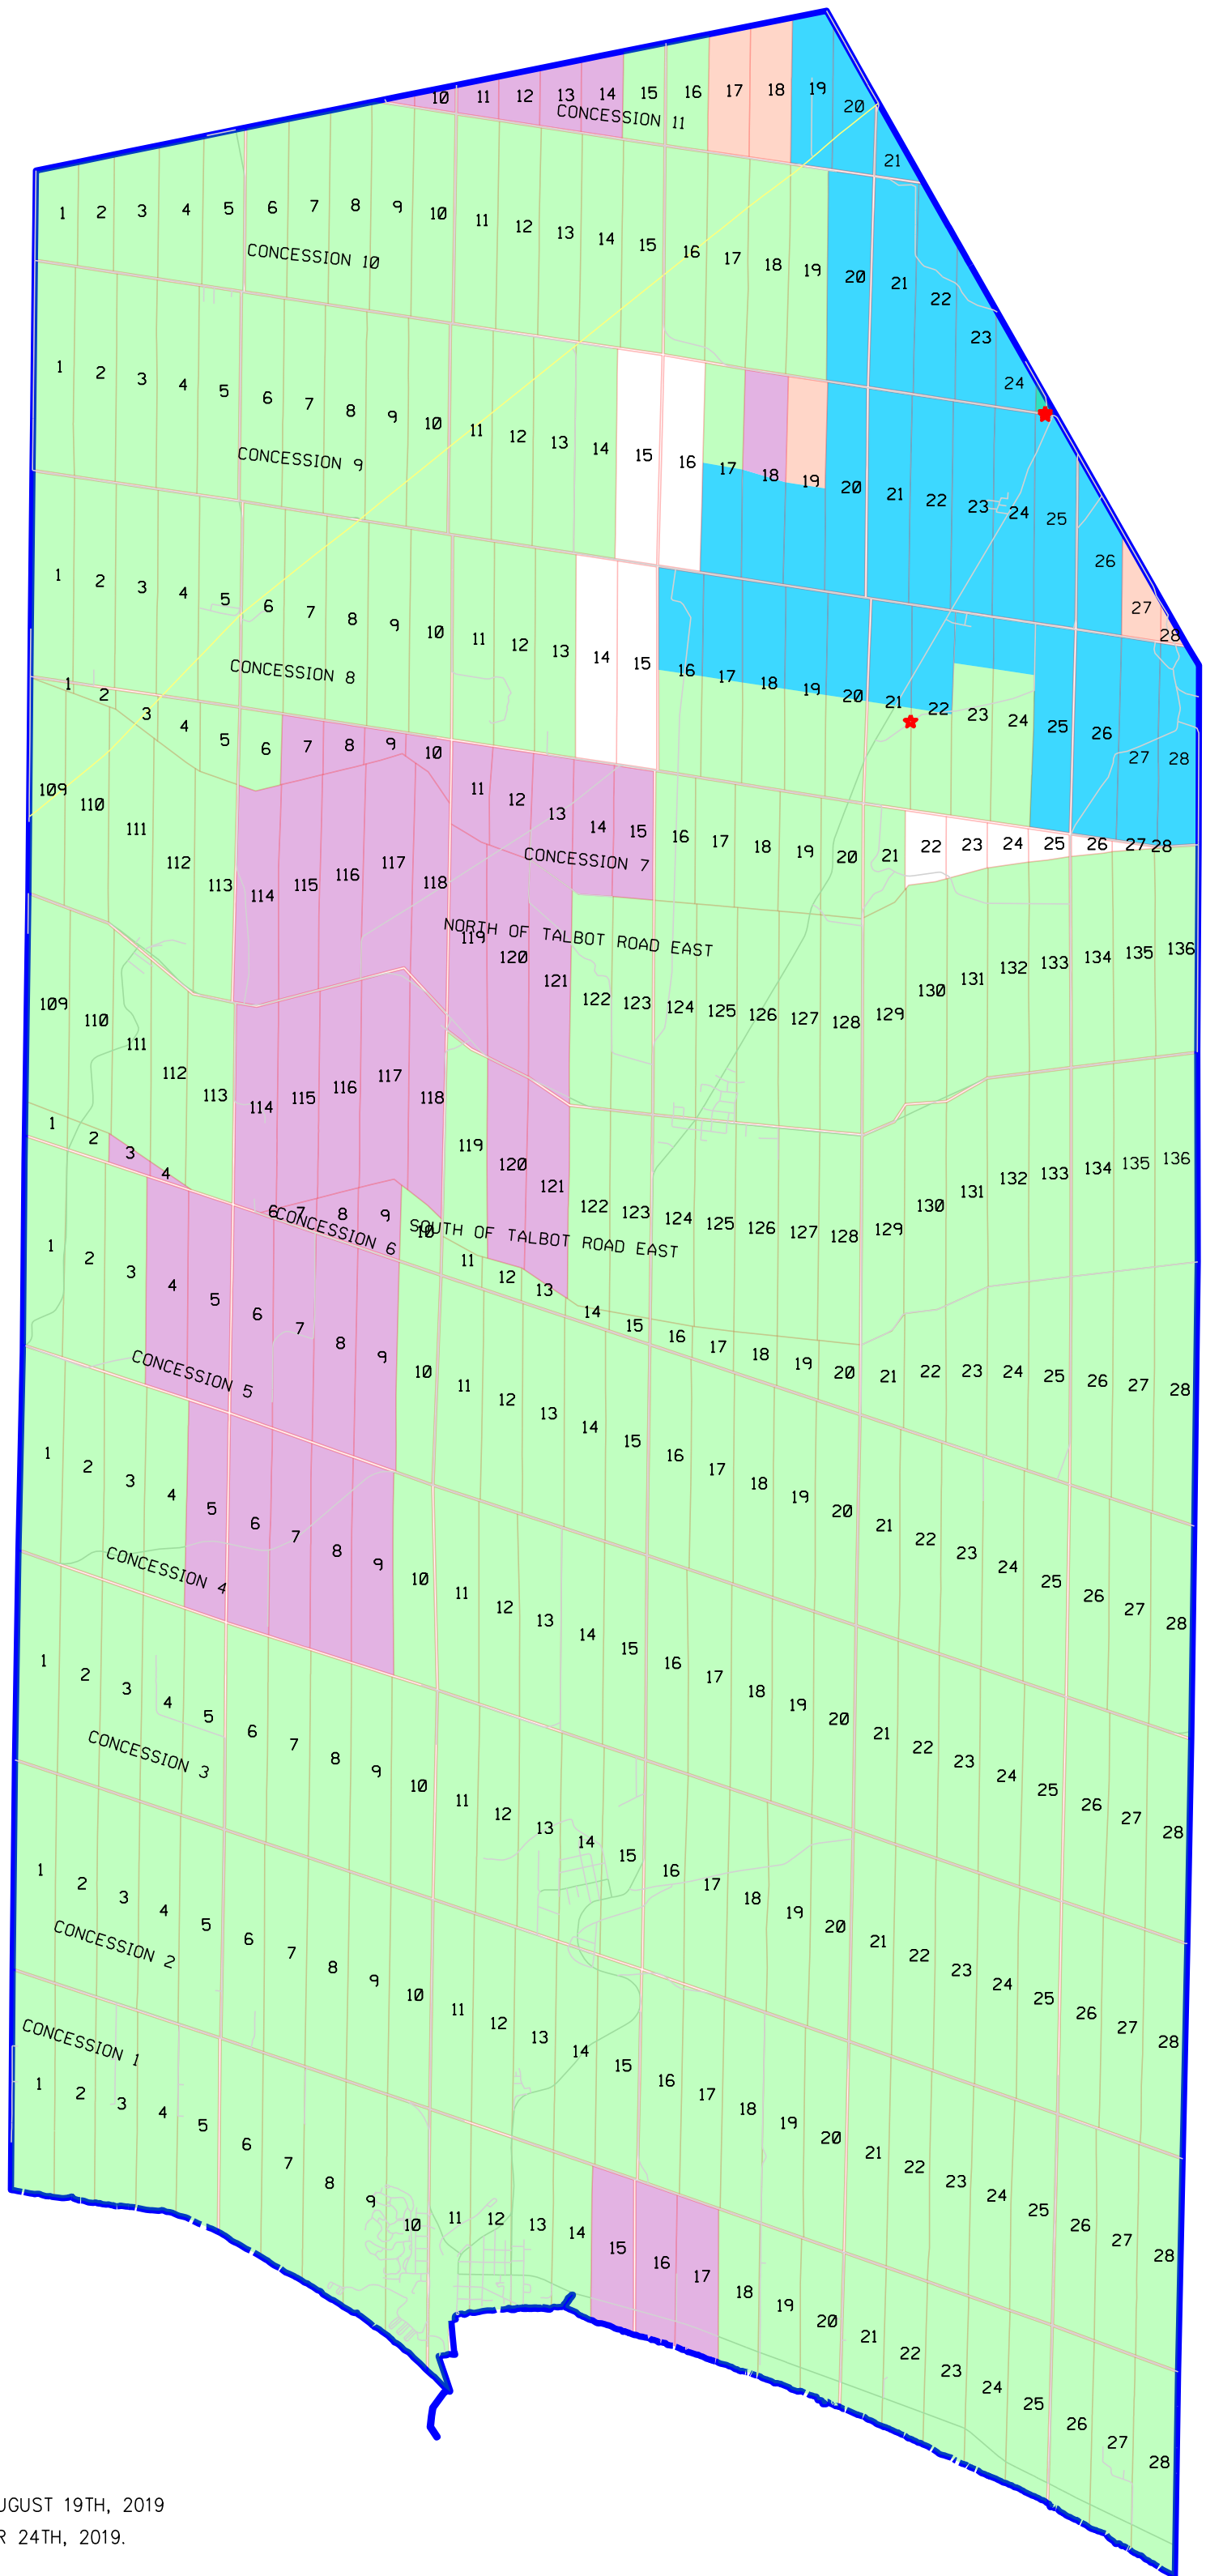 10 11 12 13 14 15 16 17 18 19 20 21
CONCESSION 11
1 2 3 4 5 6 7 8 9 10 11 12 13 14 15 16 17 18 19 20 21 22 23 24
CONCESSION 10
1 2 3 4 5 6 7 8 9 10 11 12 13 14 15 16 17 18 19 20 21 22 23 24 25 26 27 28
CONCESSION 9
1 2 3 4 5 6 7 8 9 10 11 12 13 14 15 16 17 18 19 20 21 22 23 24 25 26 27 28
CONCESSION 8
1 2 3 4 5 6 7 8 9 10 11 12 13 14 15 16 17 18 19 20 21 22 23 24 25 26 27 28
CONCESSION 7
109 110 111 112 113 114 115 116 117 118 119 120 121 122 123 124 125 126 127 128 129 130 131 132 133 134 135 136
NORTH OF TALBOT ROAD EAST
109 110 111 112 113 114 115 116 117 118 119 120 121 122 123 124 125 126 127 128 129 130 131 132 133 134 135 136
SOUTH OF TALBOT ROAD EAST
1 2 3 4 6 7 8 9 10 11 12 13 14 15 16 17 18 19 20 21 22 23 24 25 26 27 28
CONCESSION 6
1 2 3 4 5 6 7 8 9 10 11 12 13 14 15 16 17 18 19 20 21 22 23 24 25 26 27 28
CONCESSION 5
1 2 3 4 5 6 7 8 9 10 11 12 13 14 15 16 17 18 19 20 21 22 23 24 25 26 27 28
CONCESSION 4
1 2 3 4 5 6 7 8 9 10 11 12 13 14 15 16 17 18 19 20 21 22 23 24 25 26 27 28
CONCESSION 3
1 2 3 4 5 6 7 8 9 10 11 12 13 14 15 16 17 18 19 20 21 22 23 24 25 26 27 28
CONCESSION 2
CONCESSION 1
1 2 3 4 5 6 7 8 9 10 11 12 13 14 15 16 17 18 19 20 21 22 23 24 25 26 27 28
UGUST 19TH, 2019
R 24TH, 2019.